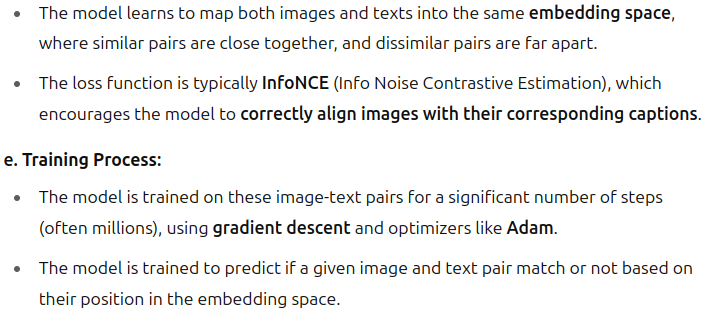 The model learns to map both images and texts into the same embedding space,
where similar pairs are close together, and dissimilar pairs are far apart.
The loss function is typically InfoNCE (Info Noise Contrastive Estimation), which
encourages the model to correctly align images with their corresponding captions.
e. Training Process:
The model is trained on these image-text pairs for a significant number of steps
(often millions), using gradient descent and optimizers like Adam.
The model is trained to predict if a given image and text pair match or not based on
their position in the embedding space.